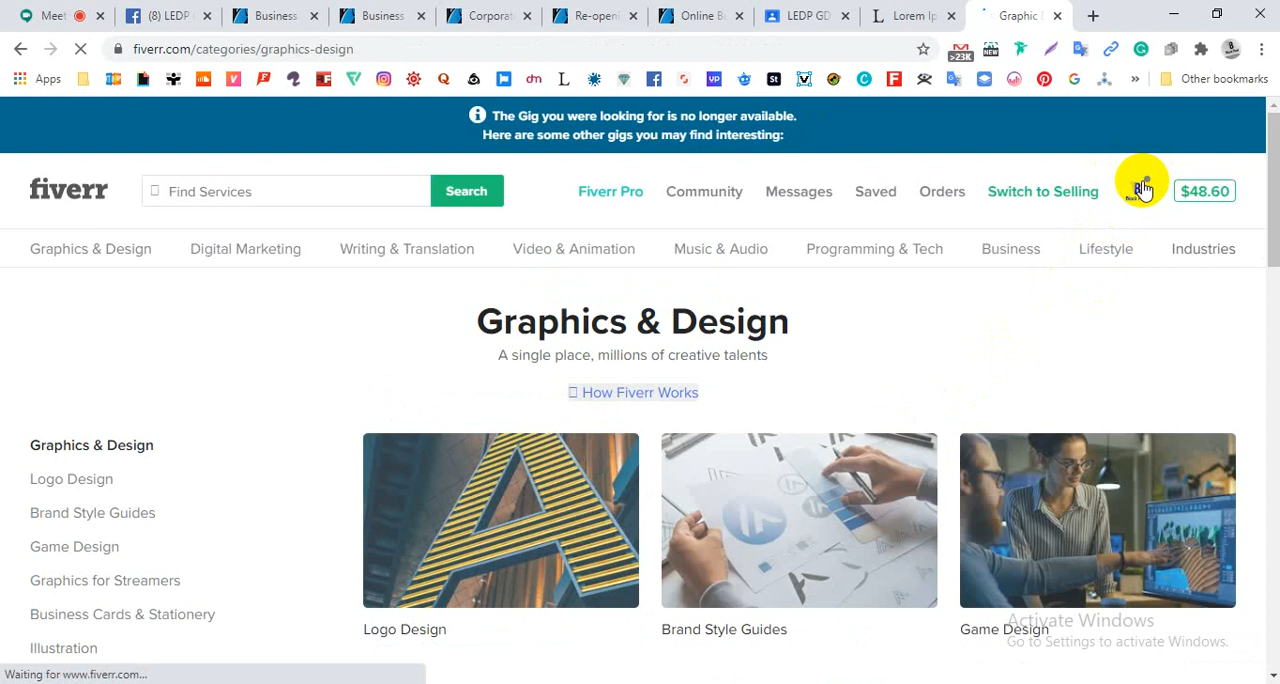 Meet
(8) LEDP
Business
Business
Corporat
Re-openi
Online B
LEDP GD
Lorem Ip
Graphic
fiverr.com/categories/graphics-design
>23K
NEW
Apps
Other bookmarks
The Gig you were looking for is no longer available.
Here are some other gigs you may find interesting:
fiverr
Find Services
Search
Fiverr Pro
Community
Messages
Saved
Orders
Switch to Selling
$48.60
Graphics & Design
Digital Marketing
Writing & Translation
Video & Animation
Music & Audio
Programming & Tech
Business
Lifestyle
Industries
Graphics & Design
A single place, millions of creative talents
How Fiverr Works
Graphics & Design
Logo Design
Brand Style Guides
Game Design
Graphics for Streamers
Business Cards & Stationery
Illustration
Logo Design
Brand Style Guides
Game Design
Activate Windows
Go to Settings to activate Windows.
Waiting for www.fiverr.com...